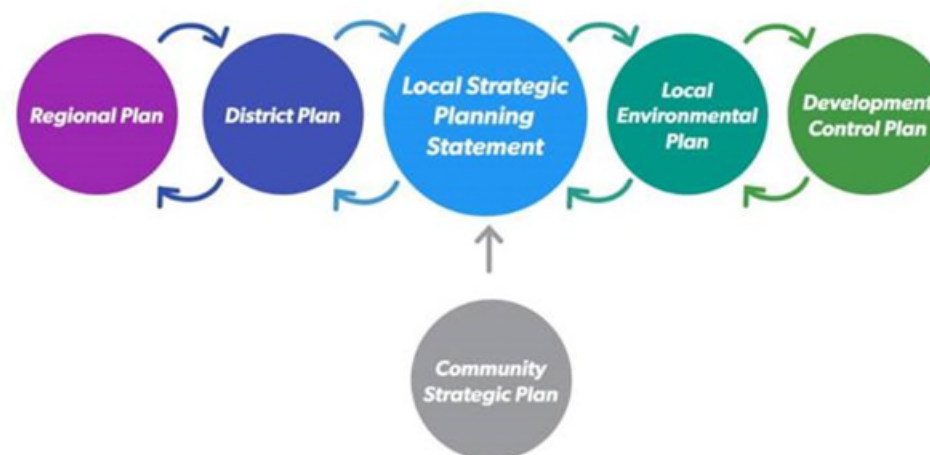 Regional Plan
District Plan
Local Strategic
Planning
Statement
Local
Environmental
Plan
Development
Control Plan
Community
Strategic Plan